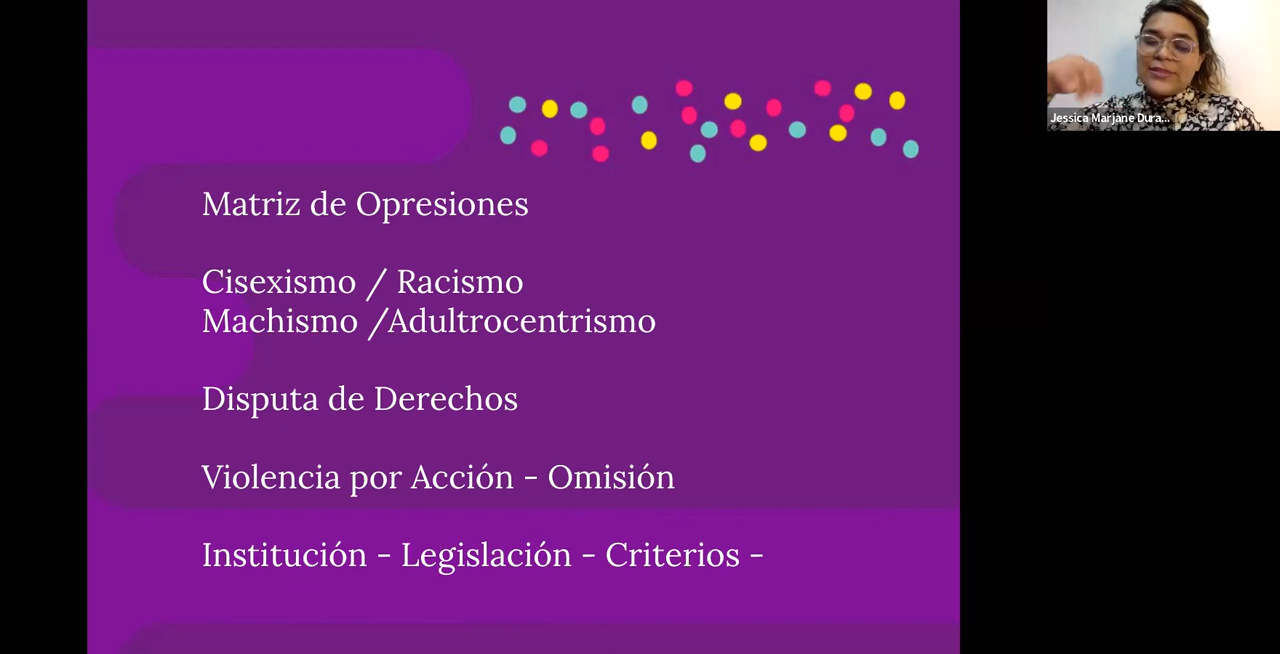 Jessica Marjane Dura...
Matriz de Opresiones
Cisexismo / Racismo
Machismo /Adultrocentrismo
Disputa de Derechos
Violencia por Acción - Omisión
Institución - Legislación - Criterios -